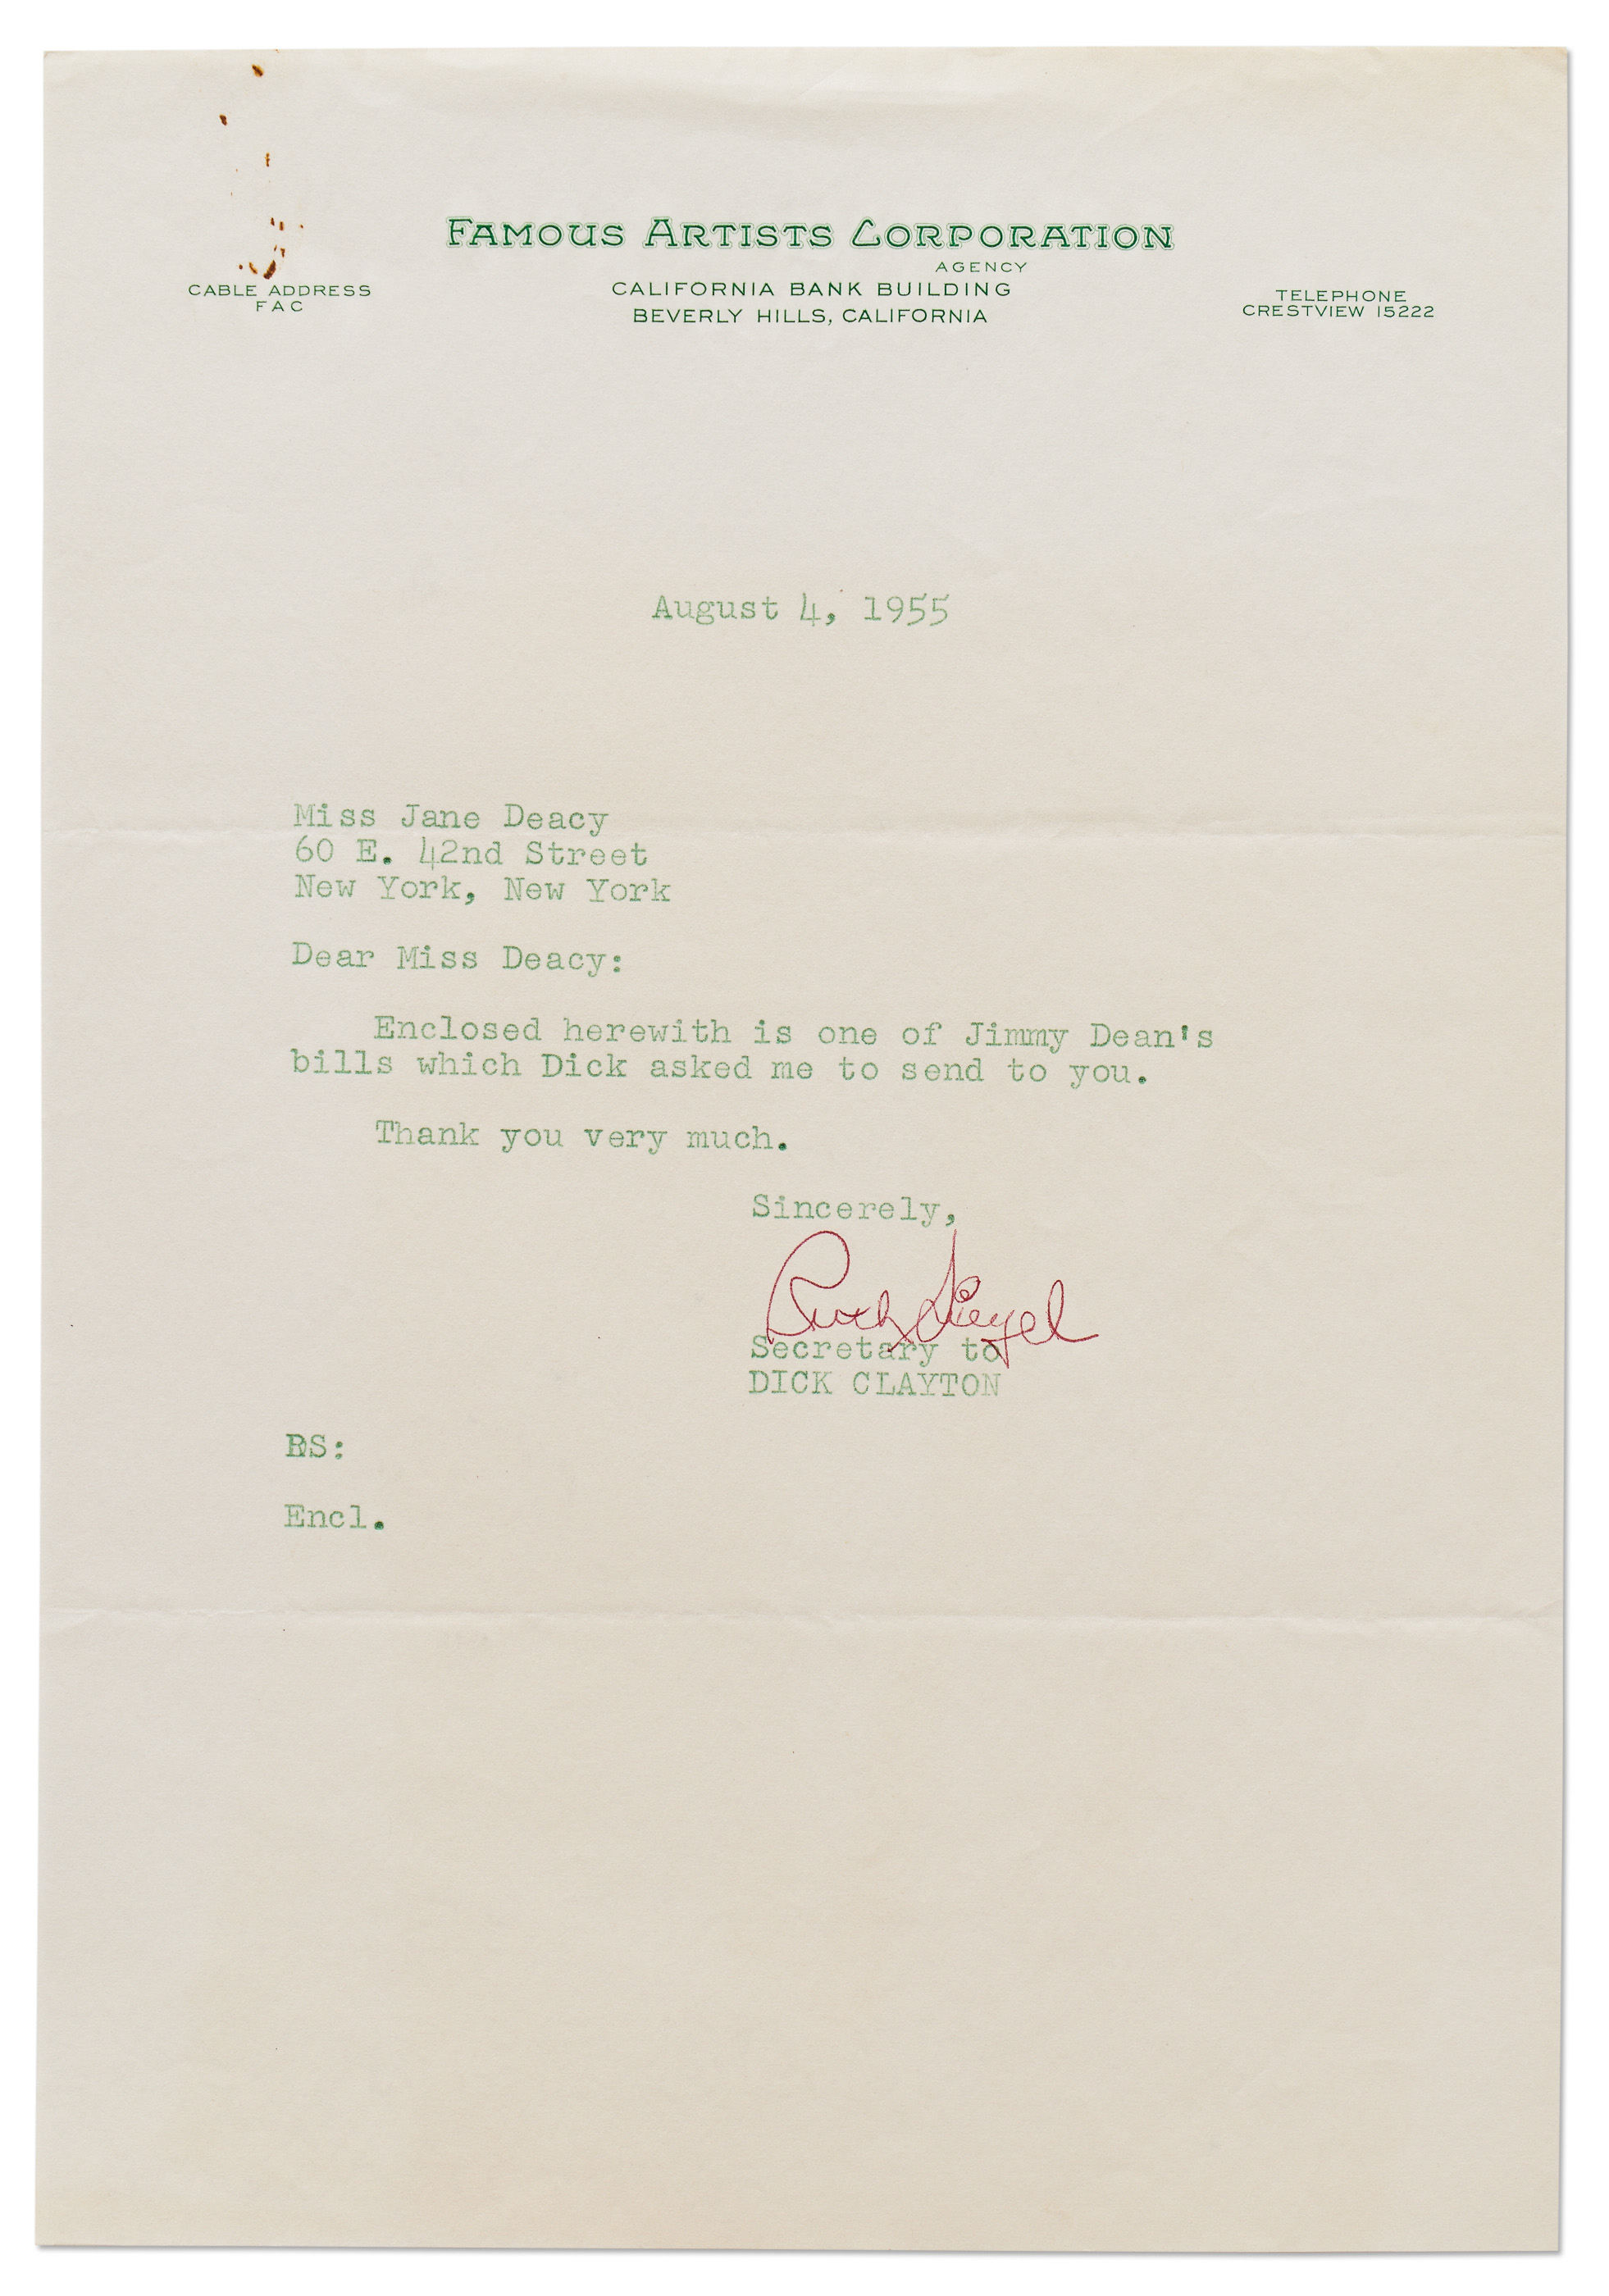 FAMOUS ARTISTS CORPORATION
AGENCY
CALIFORNIA BANK BUILDING
BEVERLY HILLS, CALIFORNIA
CABLE ADDRESS
FAC
TELEPHONE
CRESTVIEW 15222
August 4, 1955
Miss Jane Deacy
60 E. 42nd Street
New York, New York
Dear Miss Deacy:
Enclosed herewith is one of Jimmy Dean's
bills which Dick asked me to send to you.
Thank you very much.
Sincerely,
Siegel
Secretary to
DICK CLAYTON
BS:
Encl.